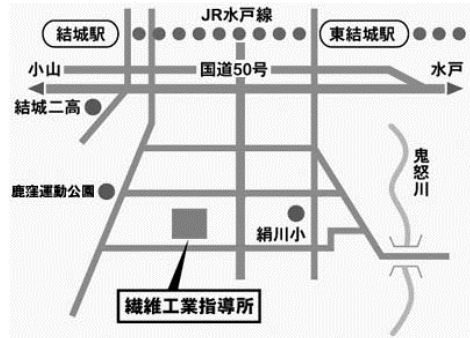 JR水戸線
結城駅
東結城駅
小山
国道50号
水戸
結城二高
鬼怒川
鹿窪運動公園
絹川小
繊維工業指導所